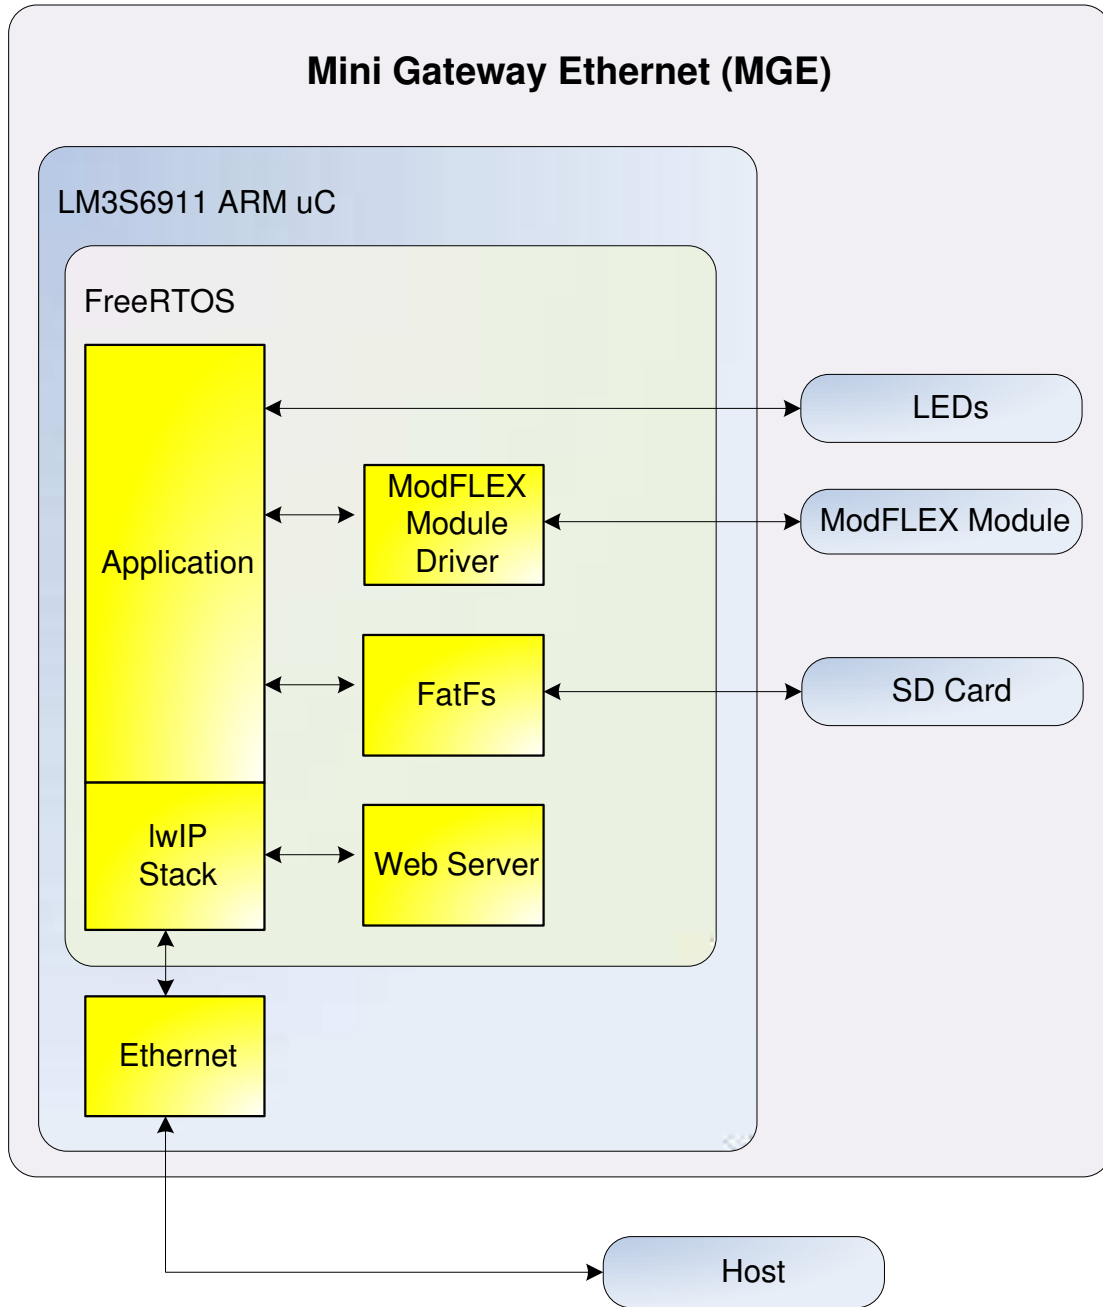 Mini Gateway Ethernet (MGE)
LM3S6911 ARM uC
FreeRTOS
LEDs
ModFLEX
Module
Driver
ModFLEX Module
Application
FatFs
SD Card
lwIP
Stack
Web Server
Ethernet
Host